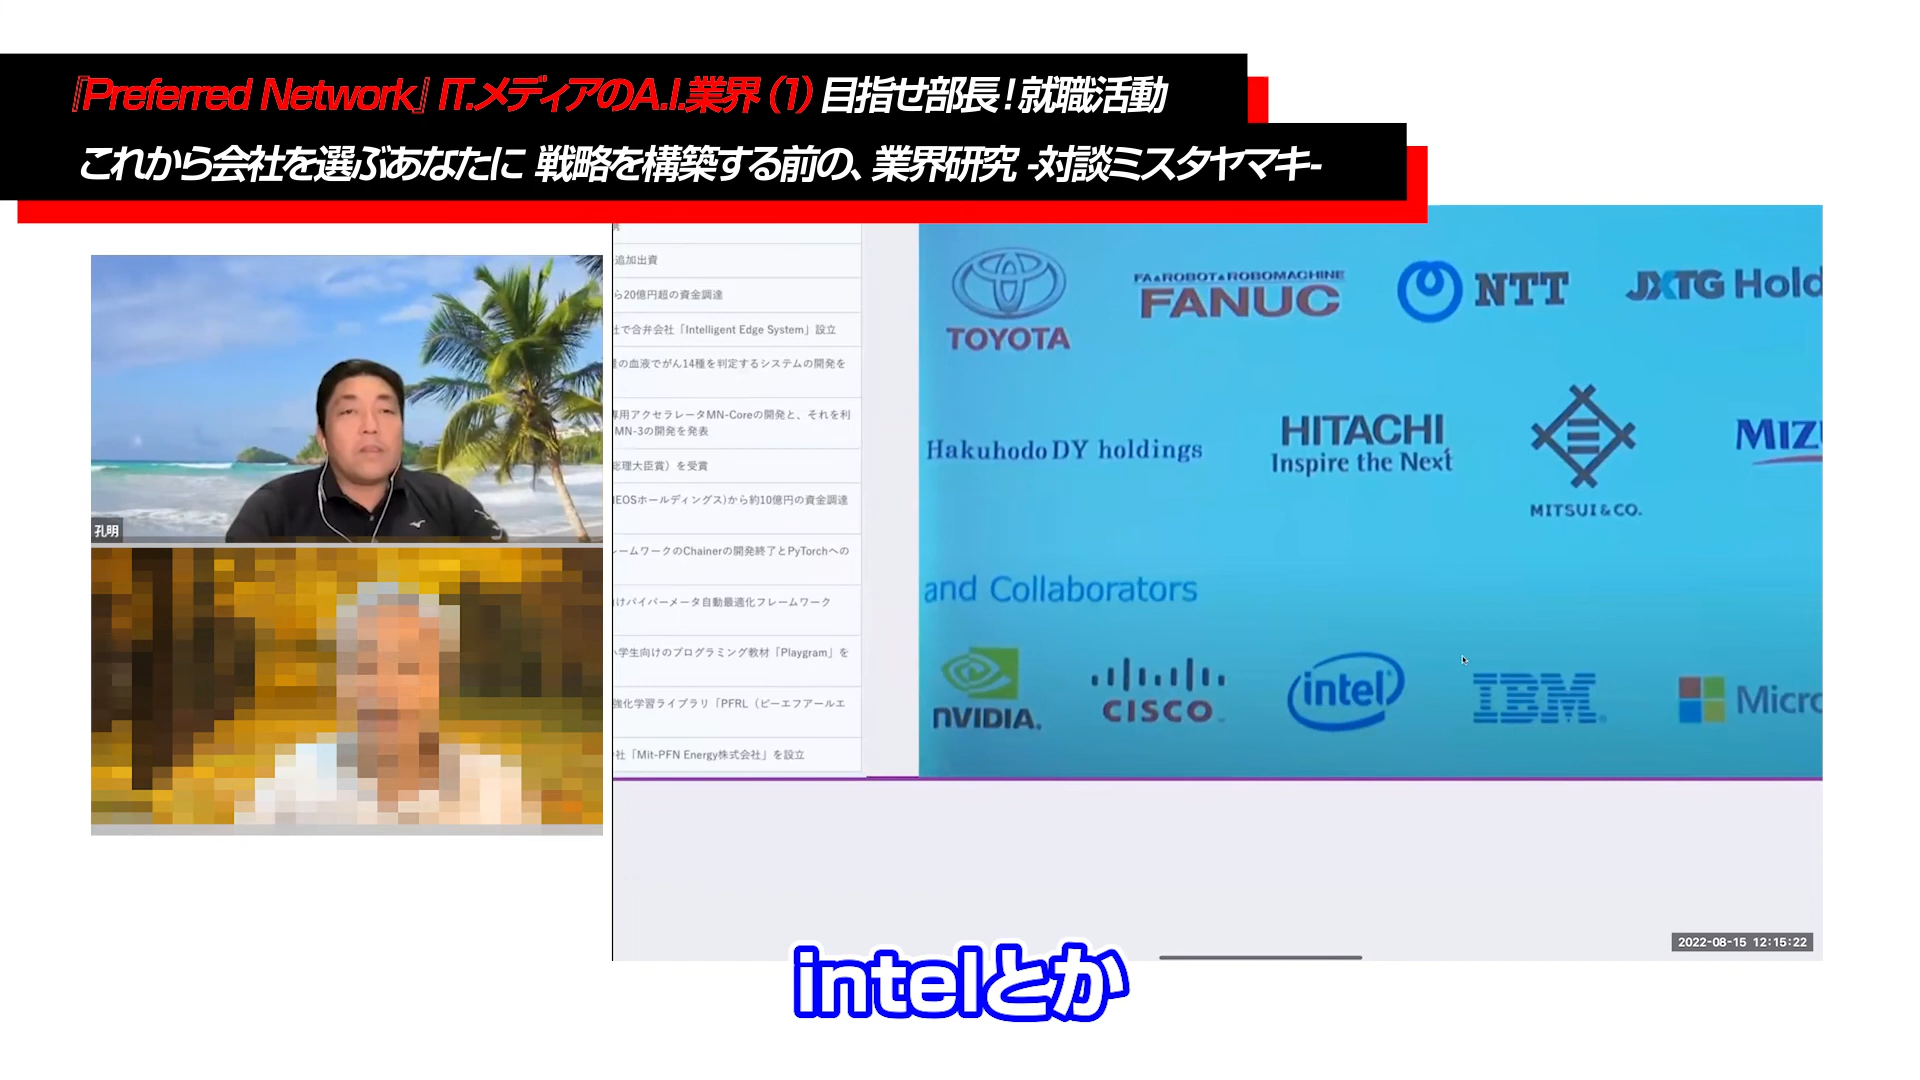 『Preferred Network』 IT.メディアのA.I.業界（1）目指せ部長！就職活動
これから会社を選ぶあなたに 戦略を構築する前の、業界研究 -対談ミスタヤマキ-
追加出資
ら20億円超の資金調達
社で合弁会社「Intelligent Edge System」設立
量の血液でがん14種を判定するシステムの開発を
専用アクセラレータMN-Coreの開発と、それを利
MN-3の開発を発表
総理大臣賞）を受賞
NEOSホールディングス)から約10億円の資金調達
レームワークのChainerの開発終了とPyTorchへの
向けパイパーメータ自動最適化フレームワーク
小学生向けのプログラミング教材「Playgram」を
強化学習ライブラリ「PFRL（ピーエフアールエ
社「Mit-PFN Energy株式会社」を設立
TOYOTA
FA&ROBOT&ROBOMACHINE
FANUC
NTT
JXTG Hold
Hakuhodo DY holdings
HITACHI
Inspire the Next
MITSUI & CO.
MIZ
and Collaborators
NVIDIA.
CISCO
intel
IBM
Micro
孔明
2022-08-15 12:15:22
intelとか